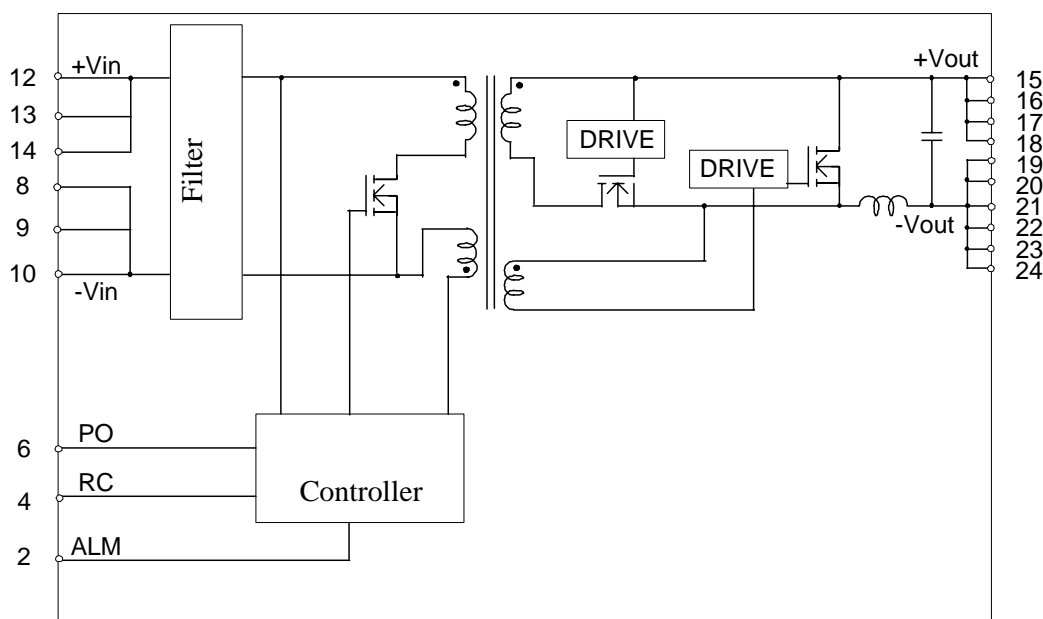 12
+Vin
13
14
8
9
10
-Vin
Filter
DRIVE
DRIVE
+Vout
15
16
17
18
19
20
21
-Vout
22
23
24
6
PO
4
RC
2
ALM
Controller